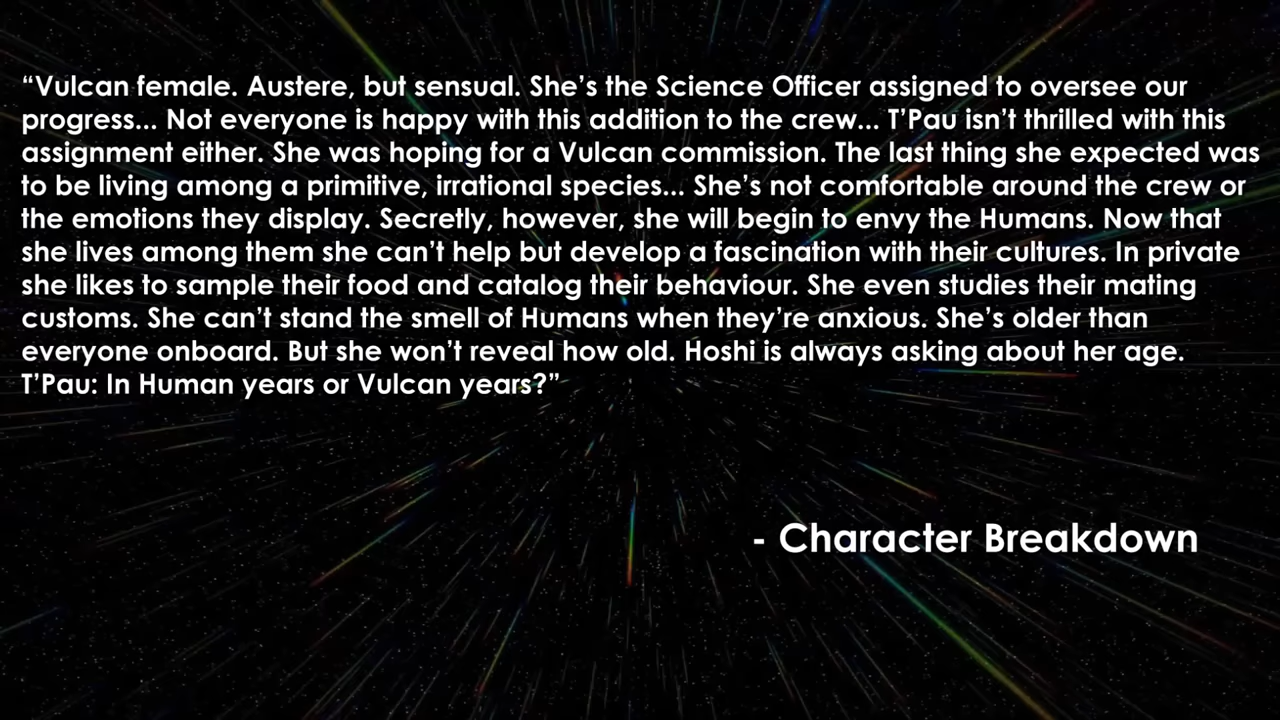 “Vulcan female. Austere, but sensual. She’s the Science Officer assigned to oversee our
progress... Not everyone is happy with this addition to the crew... T’Pau isn’t thrilled with this
assignment either. She was hoping for a Vulcan commission. The last thing she expected was
to be living among a primitive, irrational species... She’s not comfortable around the crew or
the emotions they display. Secretly, however, she will begin to envy the Humans. Now that
she lives among them she can’t help but develop a fascination with their cultures. In private
she likes to sample their food and catalog their behaviour. She even studies their mating
customs. She can’t stand the smell of Humans when they’re anxious. She’s older than
everyone onboard. But she won’t reveal how old. Hoshi is always asking about her age.
T’Pau: In Human years or Vulcan years?”
- Character Breakdown